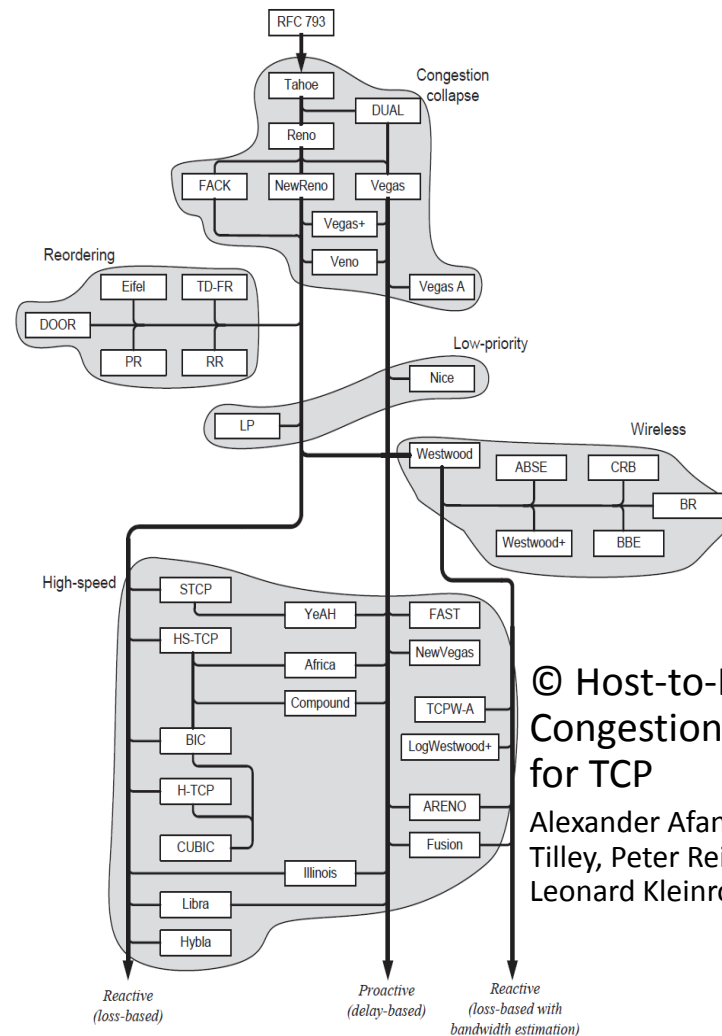 RFC 793
Tahoe
Congestion
collapse
DUAL
Reno
FACK
NewReno
Vegas
Vegas+
Veno
Vegas A
Reordering
Eifel
TD-FR
DOOR
PR
RR
Low-priority
Nice
LP
Wireless
Westwood
ABSE
CRB
BR
Westwood+
BBE
High-speed
STCP
YeAH
FAST
HS-TCP
NewVegas
Africa
Compound
TCPW-A
BIC
LogWestwood+
H-TCP
ARENO
CUBIC
Fusion
Illinois
Libra
Hybla
© Host-to-
Congestion
for TCP
Alexander Afan
Tilley, Peter Rei
Leonard Kleinro
Reactive
(loss-based)
Proactive
(delay-based)
Reactive
(loss-based with
bandwidth estimation)